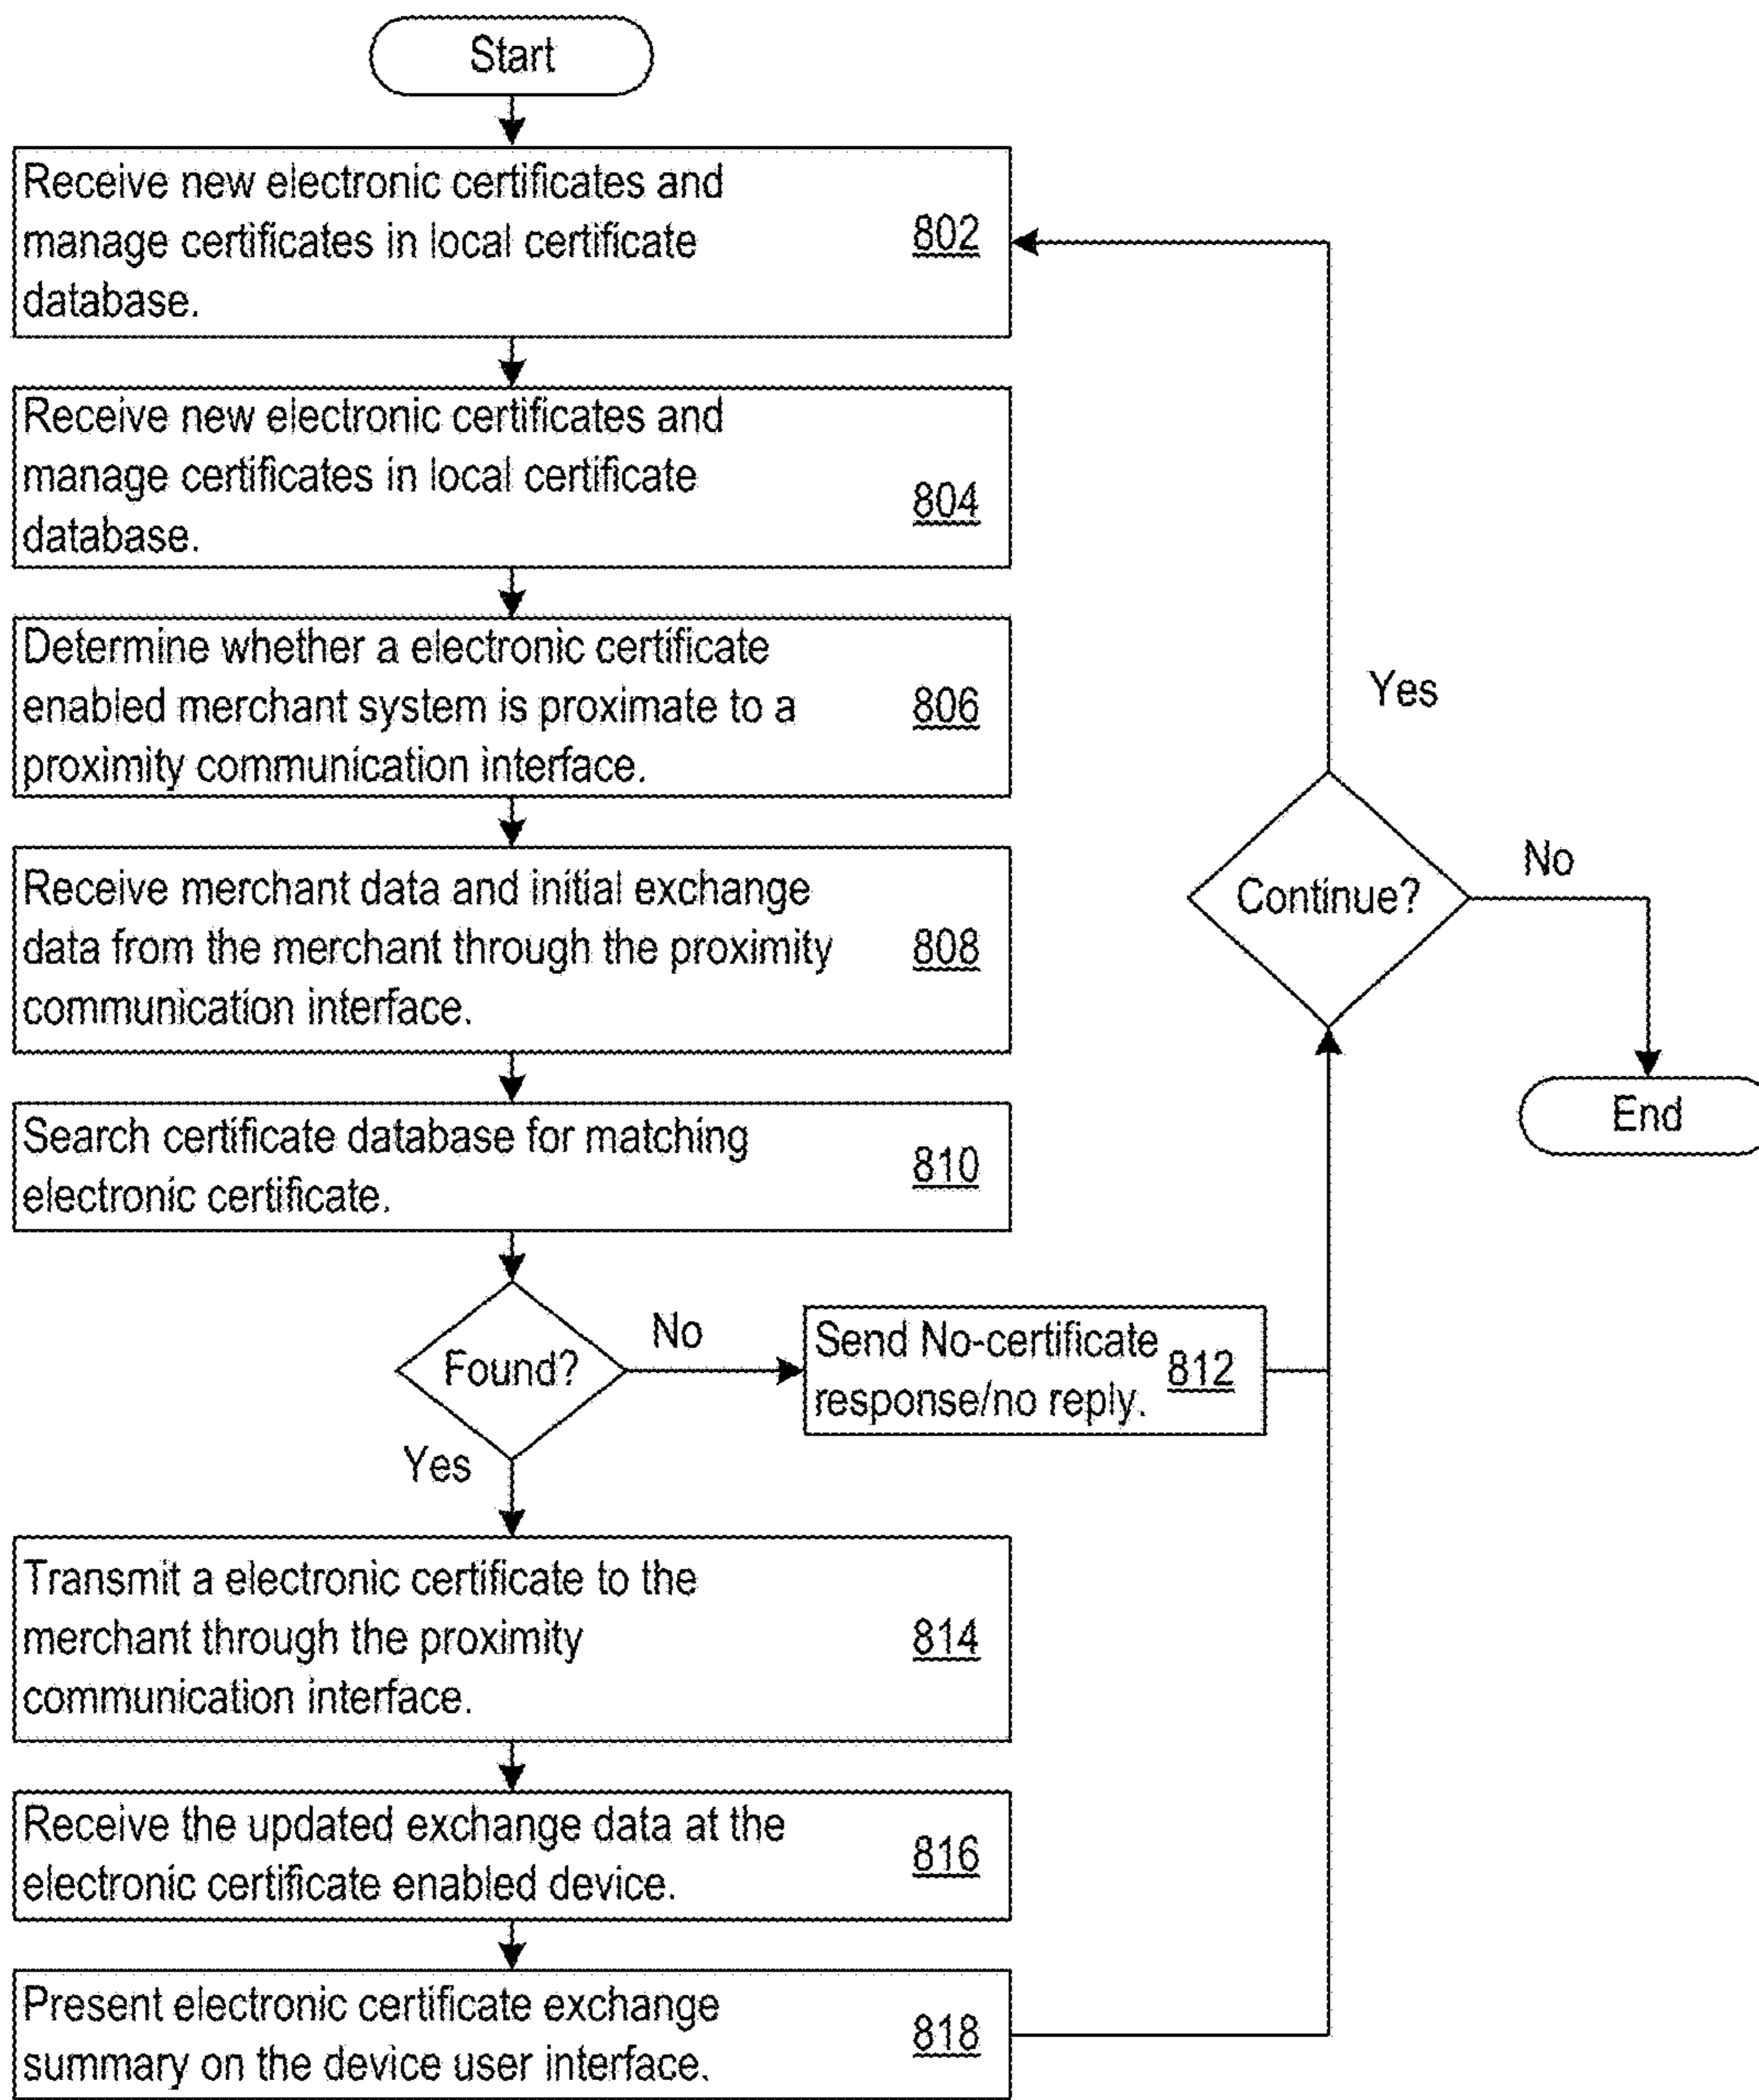 Start
Receive new electronic certificates and
manage certificates in local certificate
database.
802
Receive new electronic certificates and
manage certificates in local certificate
database.
804
Determine whether a electronic certificate
enabled merchant system is proximate to a
proximity communication interface.
806
Receive merchant data and initial exchange
data from the merchant through the proximity
communication interface.
808
Search certificate database for matching
electronic certificate.
810
Found?
No
Send No-certificate
response/no reply.
812
Yes
Transmit a electronic certificate to the
merchant through the proximity
communication interface.
814
Receive the updated exchange data at the
electronic certificate enabled device.
816
Present electronic certificate exchange
summary on the device user interface.
818
Continue?
Yes
No
End